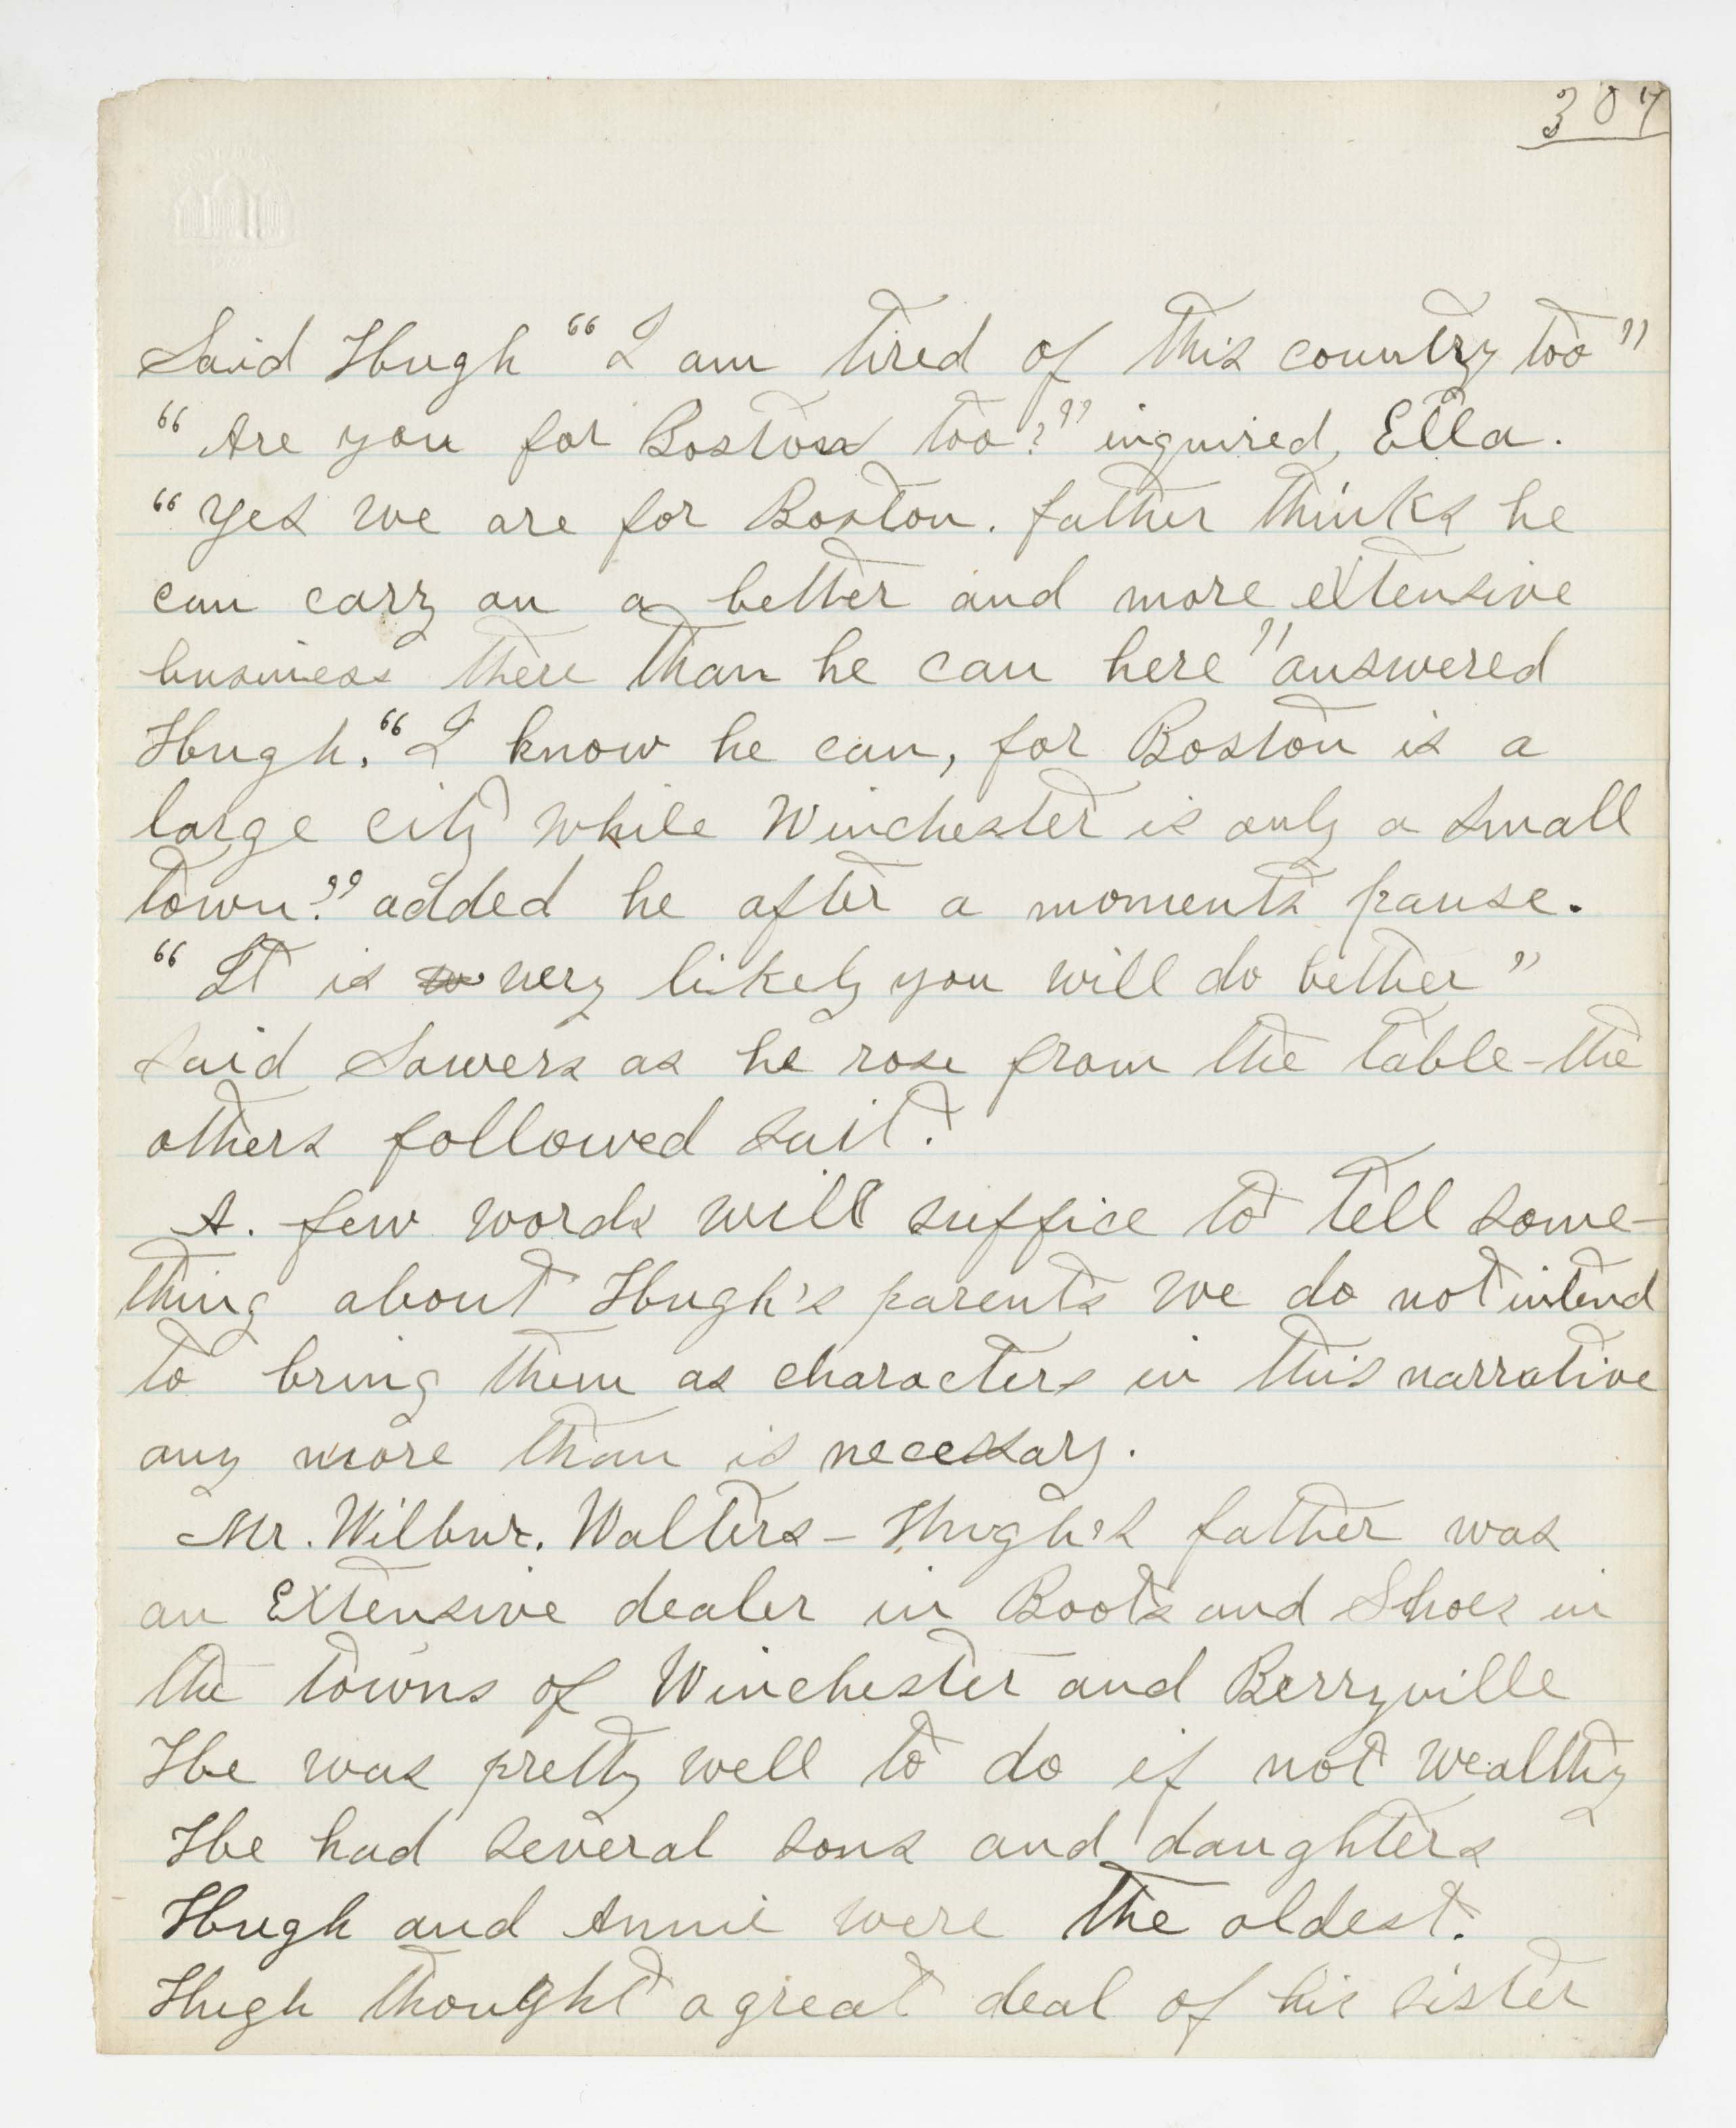 307
Said Hugh "I am tired of this country too"
"Are you for Boston too?" inquired Ella.
"Yes we are for Boston. father thinks he
can carry on a better and more extensive
business there than he can here" answered
Hugh. "I know he can, for Boston is a
large city while Winchester is only a small
town." added he after a moments pause.
"It is so very likely you will do better"
said Sowers as he rose from the table - the
others followed suit.
A. few words will suffice to tell some-
thing about Hugh's parents we do not intend
to bring them as characters in this narrative
any more than is necessary.
Mr. Wilbur. Walters - Hugh's father was
an Extensive dealer in Boots and Shoes in
the towns of Winchester and Berryville
He was pretty well to do if not wealthy
He had several sons and daughters
Hugh and Annie were the oldest.
Hugh thought a great deal of his sister